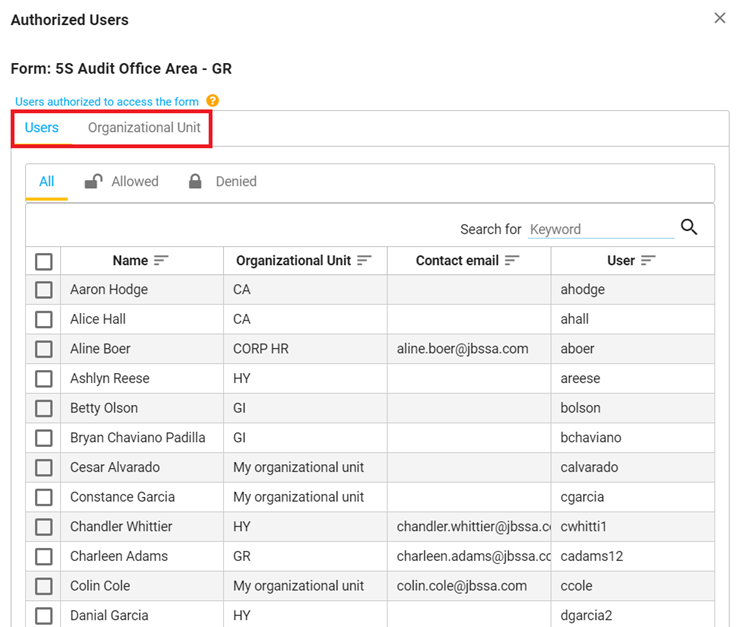 Authorized Users
Form: 5S Audit Office Area - GR
Users authorized to access the form ?
Users Organizational Unit
All Allowed Denied
Search for Keyword
Name Organizational Unit Contact email User
Aaron Hodge CA ahodge
Alice Hall CA ahall
Aline Boer CORP HR aline.boer@jbssa.com aboer
Ashlyn Reese HY areese
Betty Olson GI bolson
Bryan Chaviano Padilla GI bchaviano
Cesar Alvarado My organizational unit calvarado
Constance Garcia My organizational unit cgarcia
Chandler Whittier HY chandler.whittier@jbssa.c cwhitti1
Charleen Adams GR charleen.adams@jbssa.cc cadams12
Colin Cole My organizational unit colin.cole@jbssa.com ccole
Danial Garcia HY dgarcia2